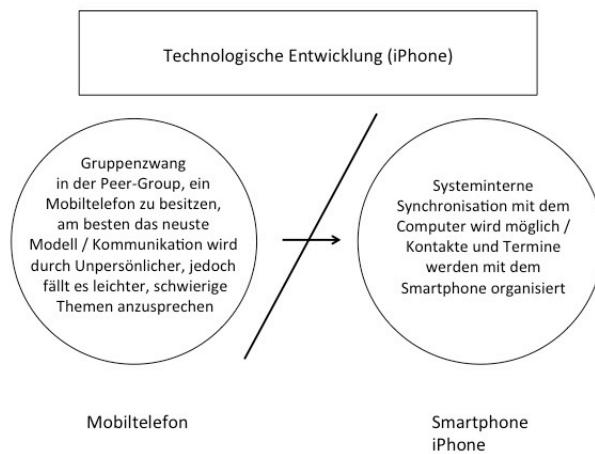 Technologische Entwicklung (iPhone)
Gruppenzwang
in der Peer-Group, ein
Mobiltelefon zu besitzen,
am besten das neuste
Modell / Kommunikation wird
durch Unpersönlicher, jedoch
fällt es leichter, schwierige
Themen anzusprechen
Systeminterne
Synchronisation mit dem
Computer wird möglich /
Kontakte und Termine
werden mit dem
Smartphone organisiert
Mobiltelefon
Smartphone
iPhone